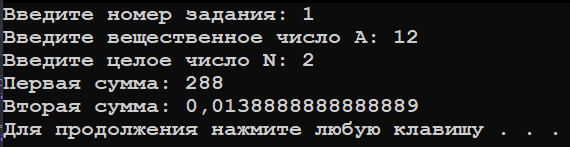 Введите номер задания: 1
Введите вещественное число A: 12
Введите целое число N: 2
Первая сумма: 288
Вторая сумма: 0,0138888888888889
Для продолжения нажмите любую клавишу . . .